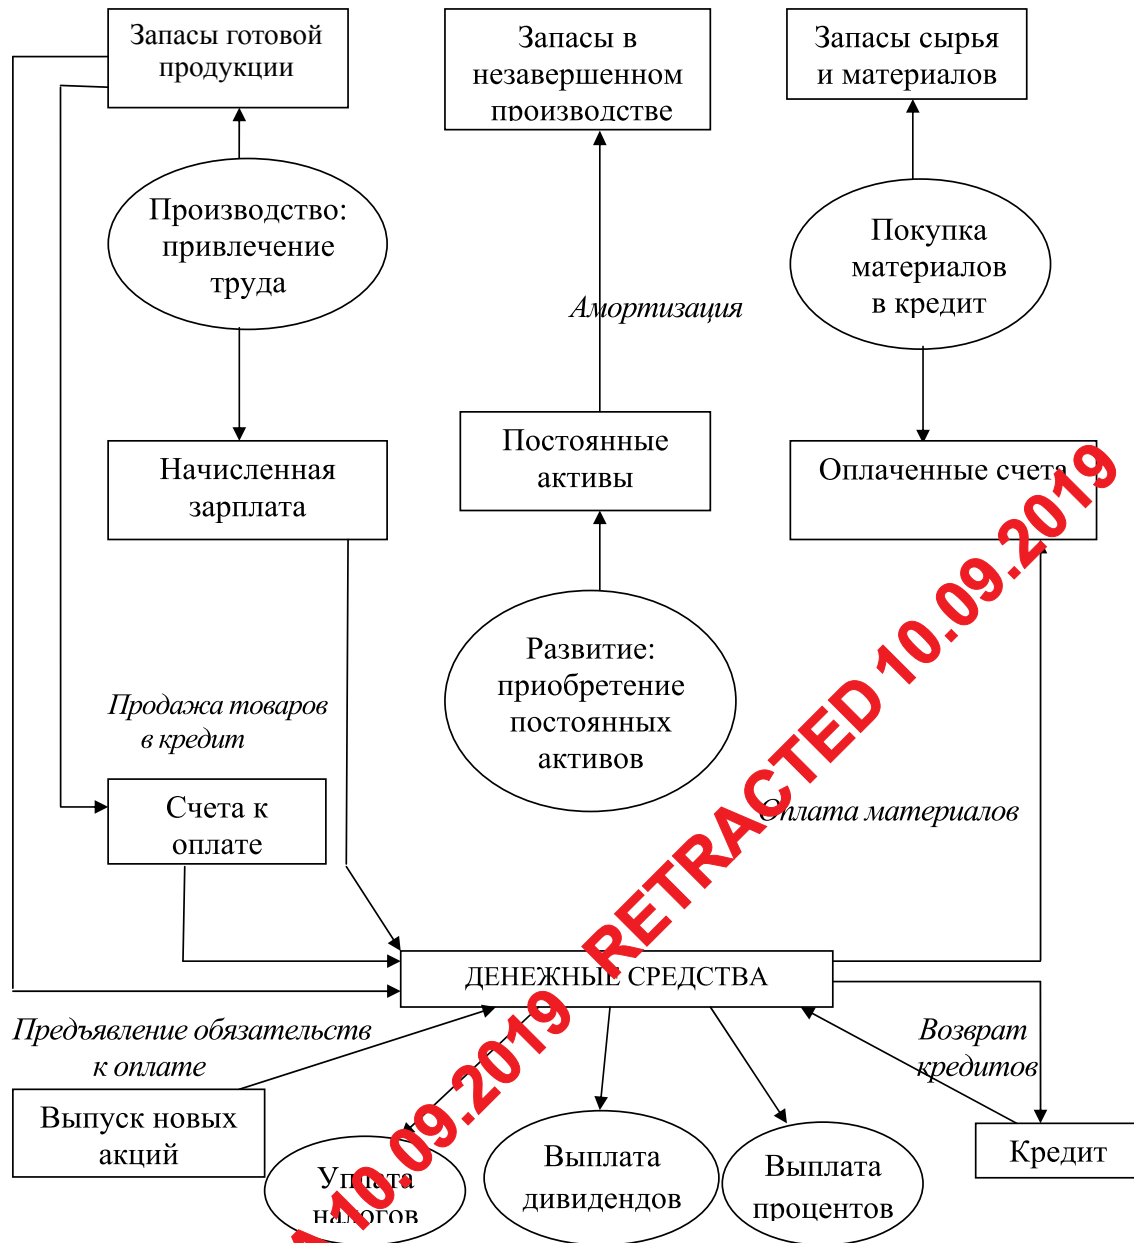 Запасы готовой
продукции
Запасы в
незавершенном
производстве
Запасы сырья
и материалов
Производство:
привлечение
труда
Покупка
материалов
в кредит
Амортизация
Начисленная
зарплата
Постоянные
активы
Оплаченные счета
Развитие:
приобретение
постоянных
активов
Продажа товаров
в кредит
Счета к
оплате
Оплата материалов
ДЕНЕЖНЫЕ СРЕДСТВА
Предъявление обязательств
к оплате
Возврат
кредитов
Выпуск новых
акций
Уплата
налогов
Выплата
дивидендов
Выплата
процентов
Кредит
RETRACTED 10.09.2019
10.09.2019